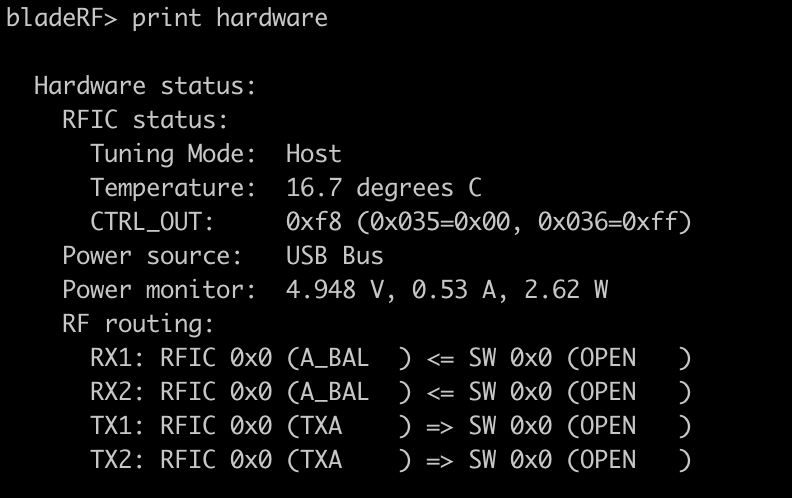 bladeRF> print hardware

  Hardware status:
    RFIC status:
      Tuning Mode:  Host
      Temperature:  16.7 degrees C
      CTRL_OUT:     0xf8 (0x035=0x00, 0x036=0xff)
    Power source:   USB Bus
    Power monitor:  4.948 V, 0.53 A, 2.62 W
    RF routing:
      RX1: RFIC 0x0 (A_BAL  ) <= SW 0x0 (OPEN   )
      RX2: RFIC 0x0 (A_BAL  ) <= SW 0x0 (OPEN   )
      TX1: RFIC 0x0 (TXA    ) => SW 0x0 (OPEN   )
      TX2: RFIC 0x0 (TXA    ) => SW 0x0 (OPEN   )